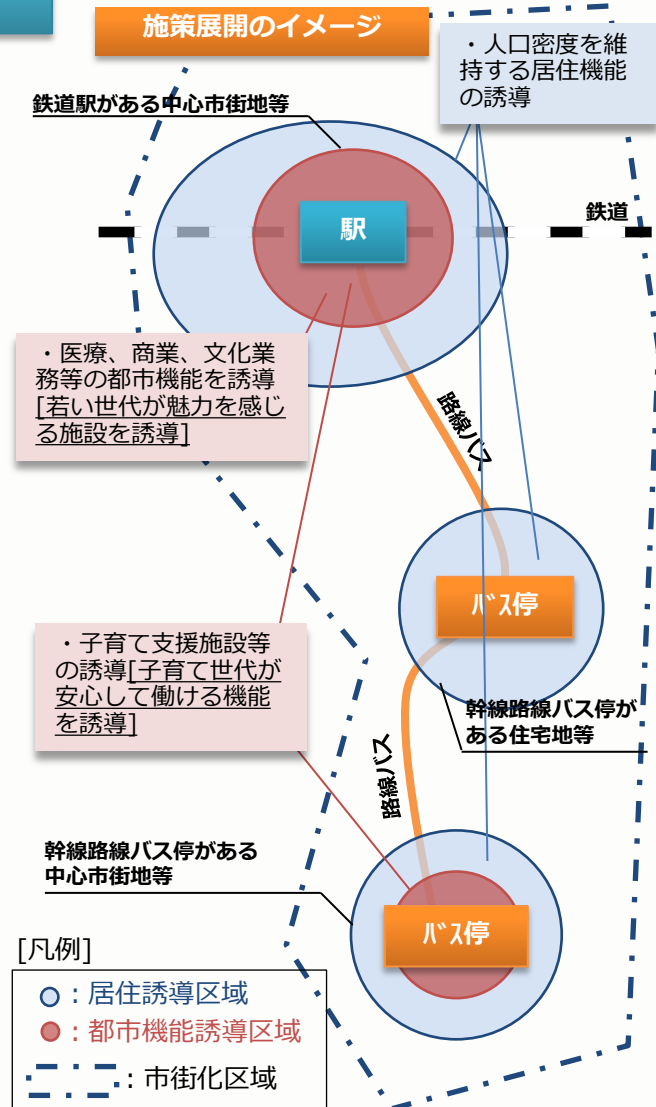 施策展開のイメージ
・人口密度を維
持する居住機能
の誘導
鉄道駅がある中心市街地等
鉄道
駅
・医療、商業、文化業
務等の都市機能を誘導
[若い世代が魅力を感じ
る施設を誘導]
路線バス
バス停
・子育て支援施設等
の誘導[子育て世代が
安心して働ける機能
を誘導]
幹線路線バス停が
ある住宅地等
路線バス
幹線路線バス停がある
中心市街地等
バス停
[凡例]
：居住誘導区域
：都市機能誘導区域
：市街化区域